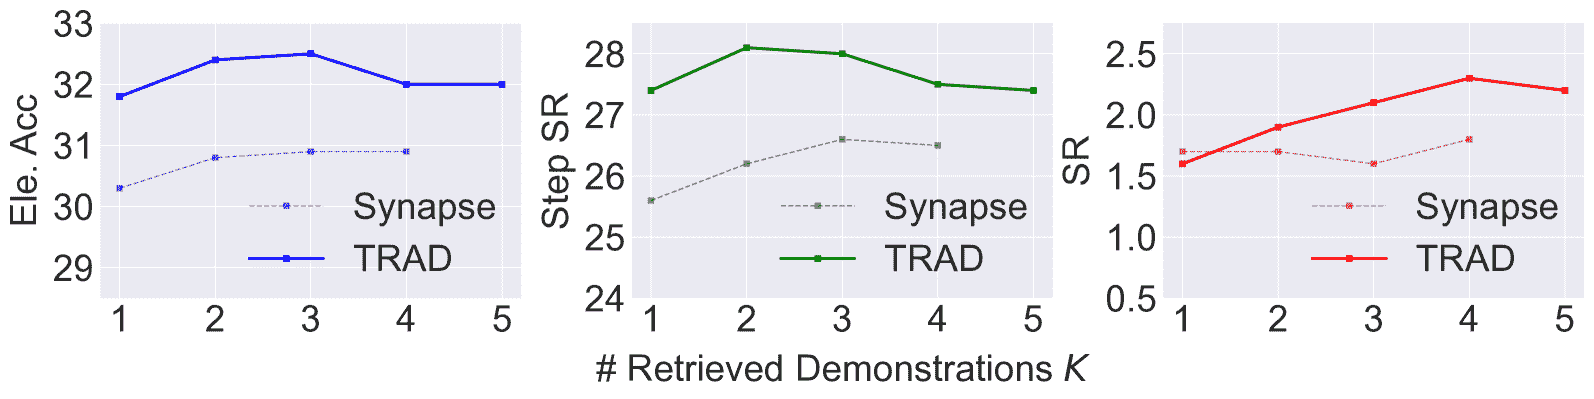 Ele. Acc
33
32
31
30
29
Synapse
TRAD
1 2 3 4 5
Step SR
28
27
26
25
24
Synapse
TRAD
1 2 3 4 5
SR
2.5
2.0
1.5
1.0
0.5
Synapse
TRAD
1 2 3 4 5
# Retrieved Demonstrations K